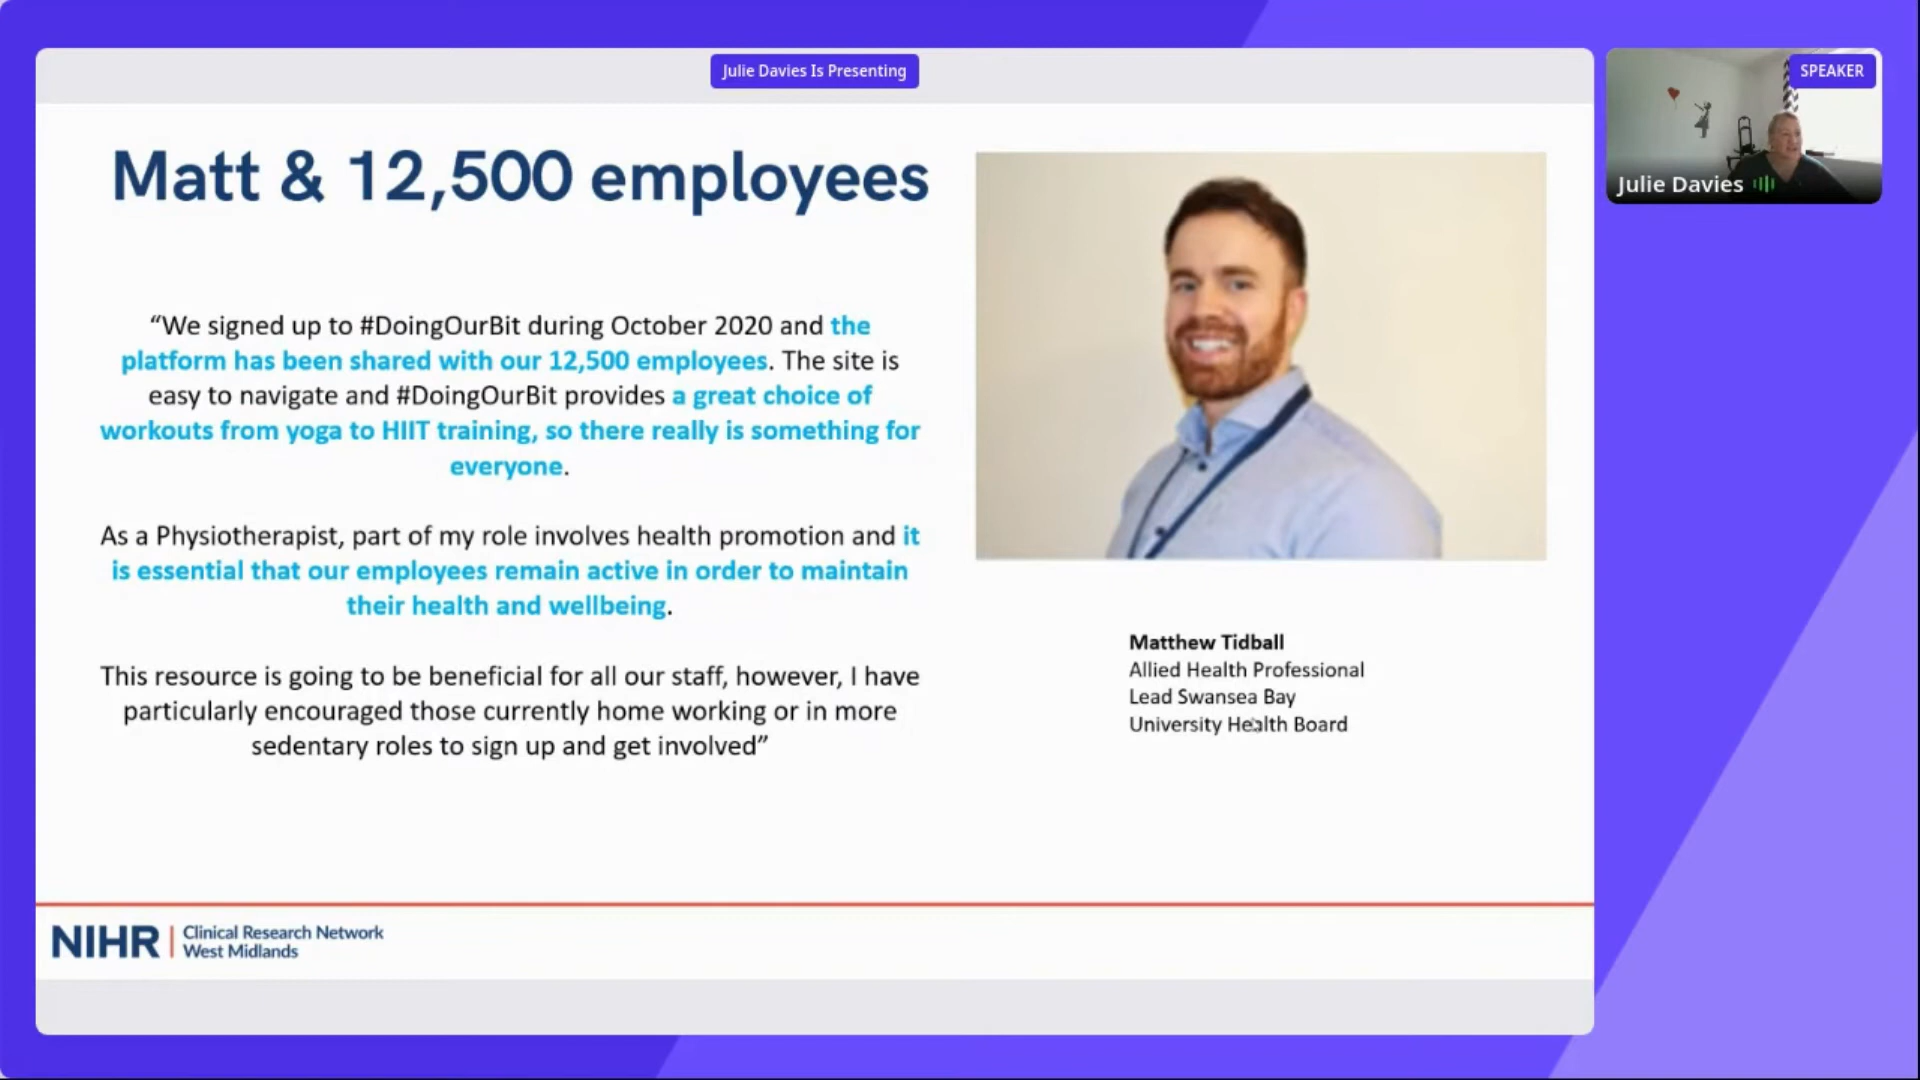 Julie Davies Is Presenting
SPEAKER
Julie Davies
Matt & 12,500 employees
“We signed up to #DoingOurBit during October 2020 and the
platform has been shared with our 12,500 employees. The site is
easy to navigate and #DoingOurBit provides a great choice of
workouts from yoga to HIIT training, so there really is something for
everyone.
As a Physiotherapist, part of my role involves health promotion and it
is essential that our employees remain active in order to maintain
their health and wellbeing.
This resource is going to be beneficial for all our staff, however, I have
particularly encouraged those currently home working or in more
sedentary roles to sign up and get involved”
Matthew Tidball
Allied Health Professional
Lead Swansea Bay
University Health Board
NIHR | Clinical Research Network
West Midlands